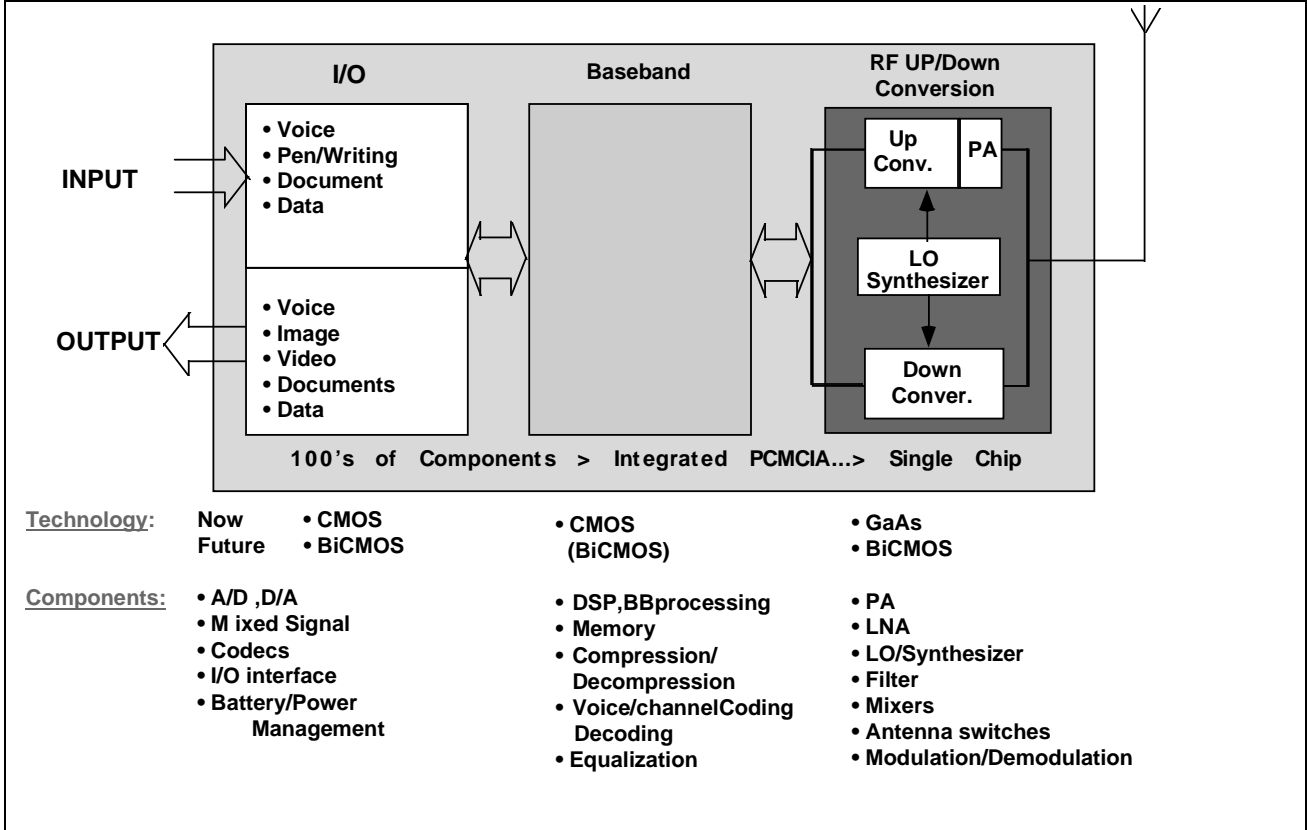 I/O
Baseband
RF UP/Down
Conversion
INPUT
• Voice
• Pen/Writing
• Document
• Data
OUTPUT
• Voice
• Image
• Video
• Documents
• Data
Up
Conv.
PA
LO
Synthesizer
Down
Conver.
100's of Components > Integrated PCMCIA...> Single Chip
Technology:
Now • CMOS
Future • BiCMOS
• CMOS
(BiCMOS)
• GaAs
• BiCMOS
Components:
• A/D ,D/A
• M ixed Signal
• Codecs
• I/O interface
• Battery/Power
Management
• DSP,BBprocessing
• Memory
• Compression/
Decompression
• Voice/channelCoding
Decoding
• Equalization
• PA
• LNA
• LO/Synthesizer
• Filter
• Mixers
• Antenna switches
• Modulation/Demodulation